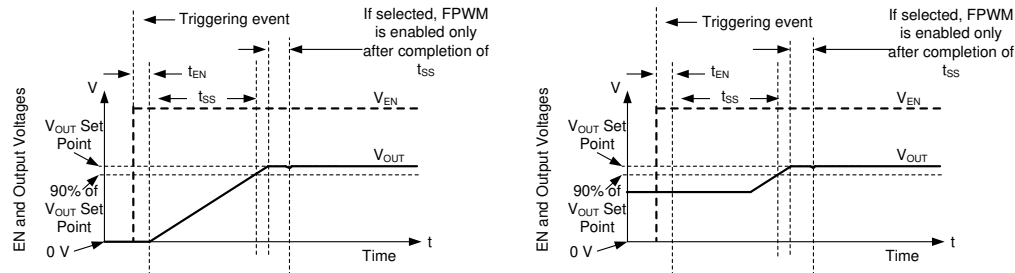 Triggering event
If selected, FPWM
is enabled only
after completion of
tSS
tEN
V
tSS
VEN
VOUT Set
Point
VOUT
90% of
VOUT Set
Point
0 V
t
Time
EN and Output Voltages
Triggering event
If selected, FPWM
is enabled only
after completion of
tSS
tEN
V
tSS
VEN
VOUT Set
Point
VOUT
90% of
VOUT Set
Point
0 V
t
Time
EN and Output Voltages